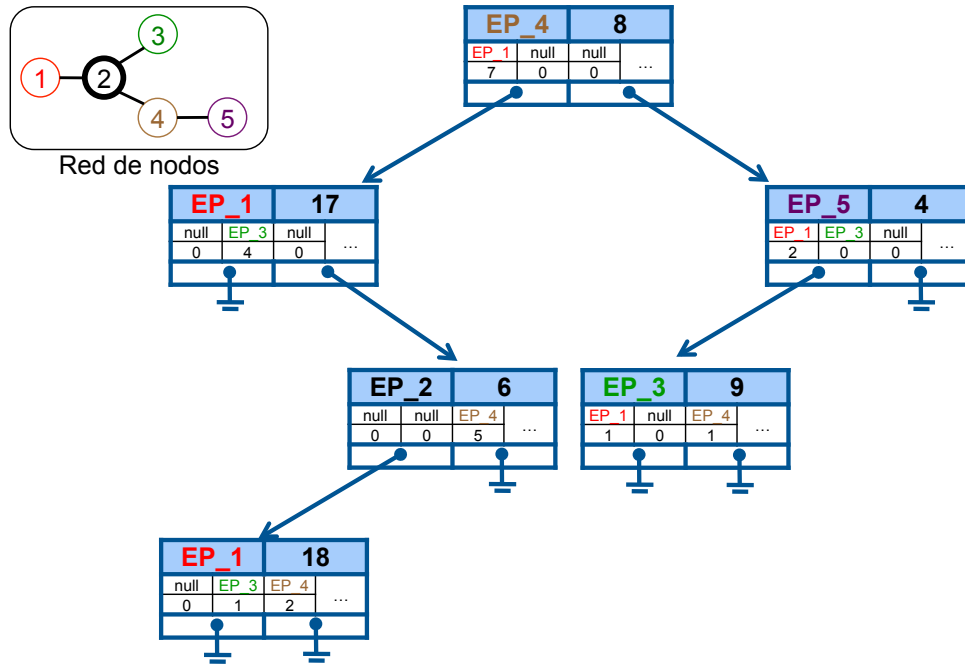 3
1
2
4
5
Red de nodos
EP_4 8
EP_1 null null ...
7 0 0
EP_1 17
null EP_3 null ...
0 4 0
EP_5 4
EP_1 EP_3 null ...
2 0 0
EP_2 6
null null EP_4 ...
0 0 5
EP_3 9
EP_1 null EP_4 ...
1 0 1
EP_1 18
null EP_3 EP_4 ...
0 1 2